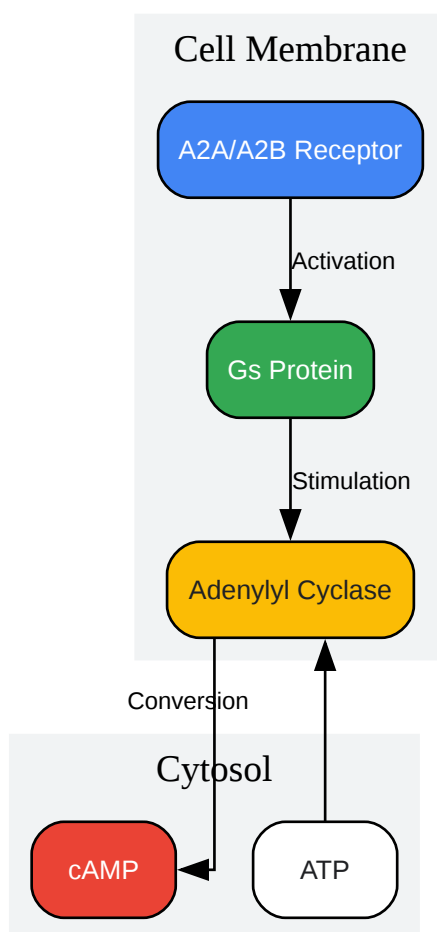 Cell Membrane
A2A/A2B Receptor
Activation
Gs Protein
Stimulation
Adenylyl Cyclase
Conversion
Cytosol
cAMP
ATP